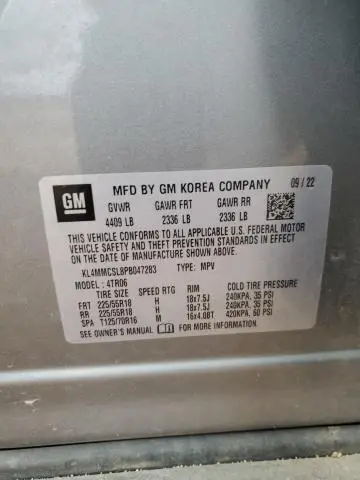 GM
MFD BY GM KOREA COMPANY 09 / 22
GVWR GAWR FRT GAWR RR
4409 LB 2336 LB 2336 LB
THIS VEHICLE CONFORMS TO ALL APPLICABLE U.S. FEDERAL MOTOR
VEHICLE SAFETY AND THEFT PREVENTION STANDARDS IN EFFECT
ON THE DATE OF MANUFACTURE SHOWN ABOVE.
KL4MMCSL8PB047283 TYPE: MPV
MODEL: 4TR06
TIRE SIZE SPEED RTG RIM COLD TIRE PRESSURE
FRT 225/55R18 H 18x7.5J 240KPA, 35 PSI
RR 225/55R18 H 18x7.5J 240KPA, 35 PSI
SPA T125/70R16 M 16x4.0BT 420KPA, 60 PSI
SEE OWNER'S MANUAL FOR MORE INFORMATION